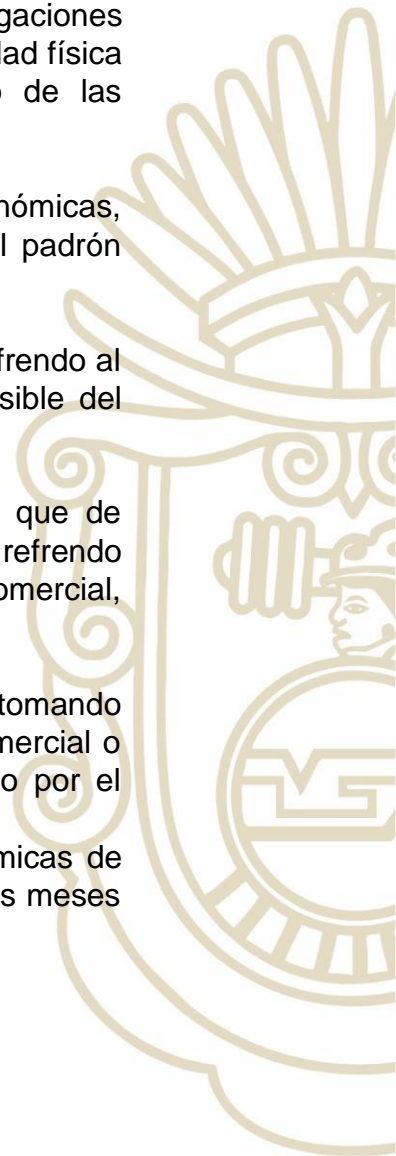 gaciones
dad física
o de las
nómicas,
l padrón
frendo al
sible del
que de
refrendo
omercial,
tomando
mercial o
o por el
micas de
s meses